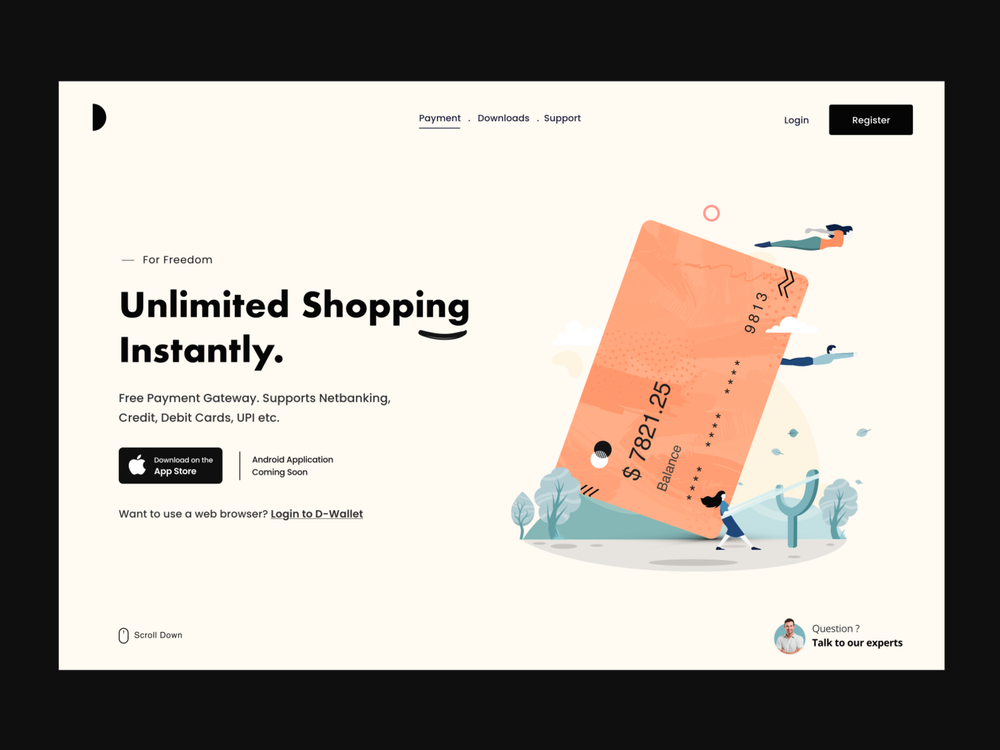 Payment . Downloads . Support
Login
Register
For Freedom
Unlimited Shopping
Instantly.
Free Payment Gateway. Supports Netbanking,
Credit, Debit Cards, UPI etc.
Download on the
App Store
Android Application
Coming Soon
Want to use a web browser? Login to D-Wallet
$ 7821.25
Balance
**** **** **** 9813
Scroll Down
Question ?
Talk to our experts